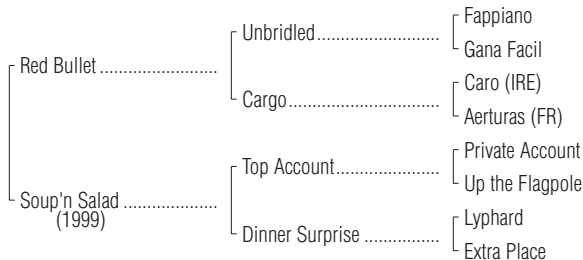 Fappiano
Unbridled
Gana Facil
Red Bullet
Caro (IRE)
Cargo
Aerturas (FR)
Private Account
Top Account
Up the Flagpole
Soup'n Salad
(1999)
Lyphard
Dinner Surprise
Extra Place